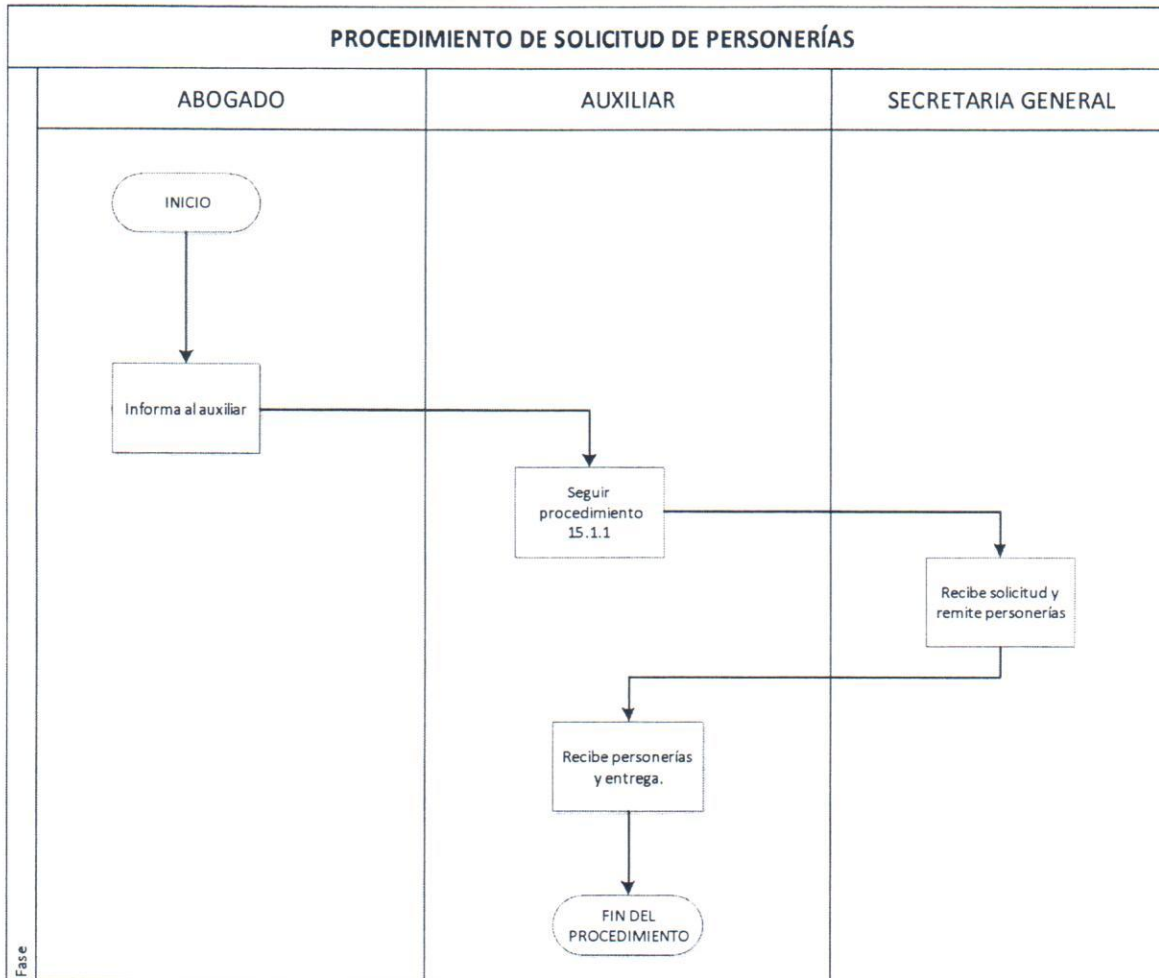 PROCEDIMIENTO DE SOLICITUD DE PERSONERÍAS
ABOGADO
AUXILIAR
SECRETARIA GENERAL
INICIO
Informa al auxiliar
Seguir
procedimiento
15.1.1
Recibe solicitud y
remite personerías
Recibe personerías
y entrega.
FIN DEL
PROCEDIMIENTO
Fase